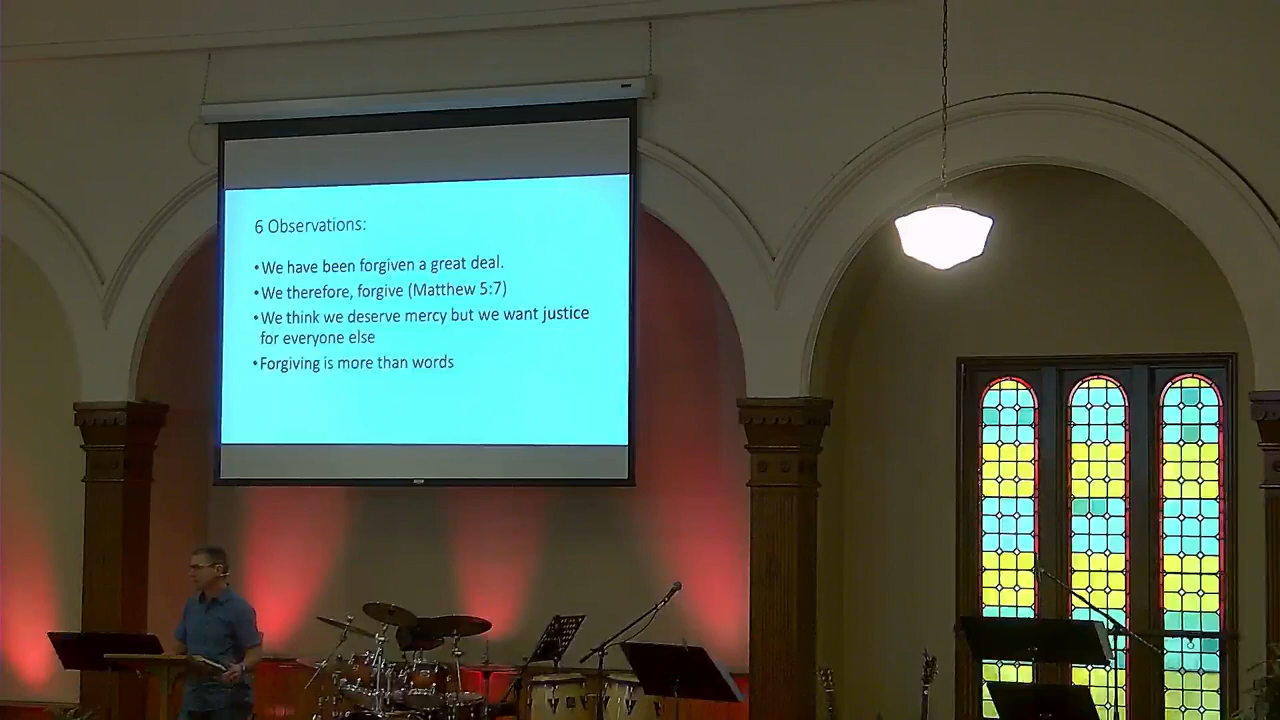 6 Observations:
•We have been forgiven a great deal.
•We therefore, forgive (Matthew 5:7)
•We think we deserve mercy but we want justice
for everyone else
•Forgiving is more than words